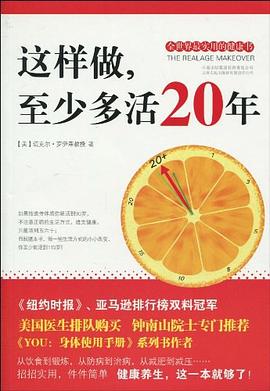 全世界最实用的健康书
THE REALAGE MAKEOVER
这样做,
至少多活20年
【美】迈克尔·罗伊森教授 著
20+
《纽约时报》、亚马逊排行榜双料冠军
美国医生排队购买 钟南山院士专门推荐
《YOU:身体使用手册》系列书作者
从饮食到锻炼,从防病到治病,从减肥到减压……
招招实用,件件简单 健康养生,这一本就够了!